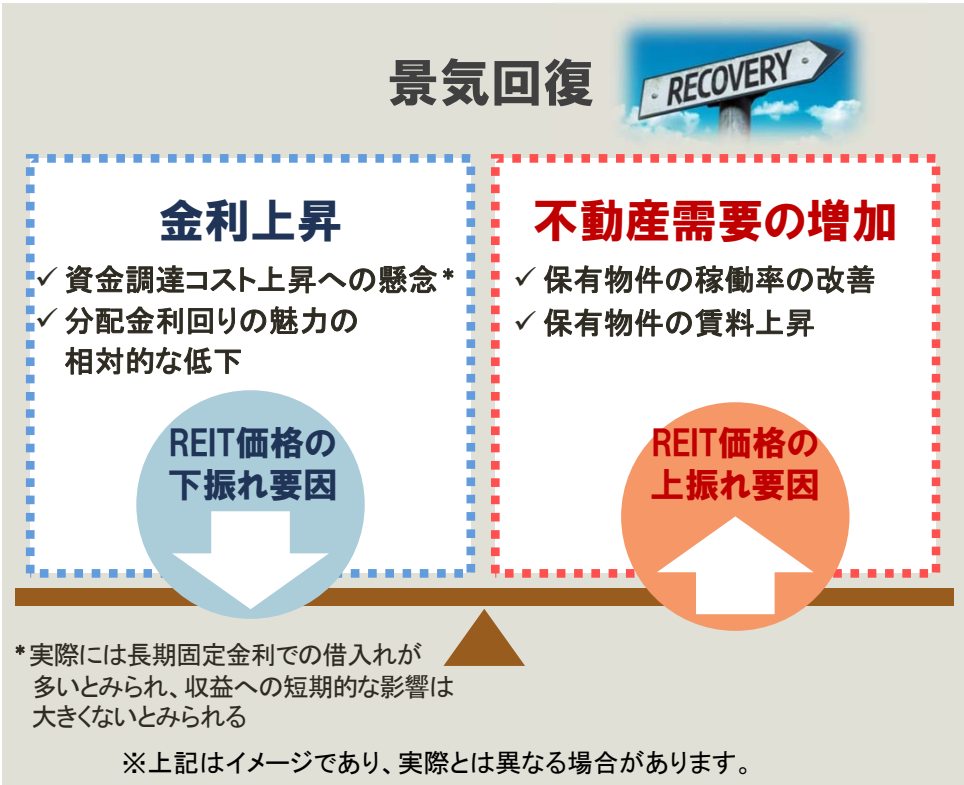 景気回復
RECOVERY
金利上昇
✓ 資金調達コスト上昇への懸念*
✓ 分配金利回りの魅力の
相対的な低下
REIT価格の
下振れ要因
不動産需要の増加
✓ 保有物件の稼働率の改善
✓ 保有物件の賃料上昇
REIT価格の
上振れ要因
*実際には長期固定金利での借入れが
多いとみられ、収益への短期的な影響は
大きくないとみられる
※上記はイメージであり、実際とは異なる場合があります。